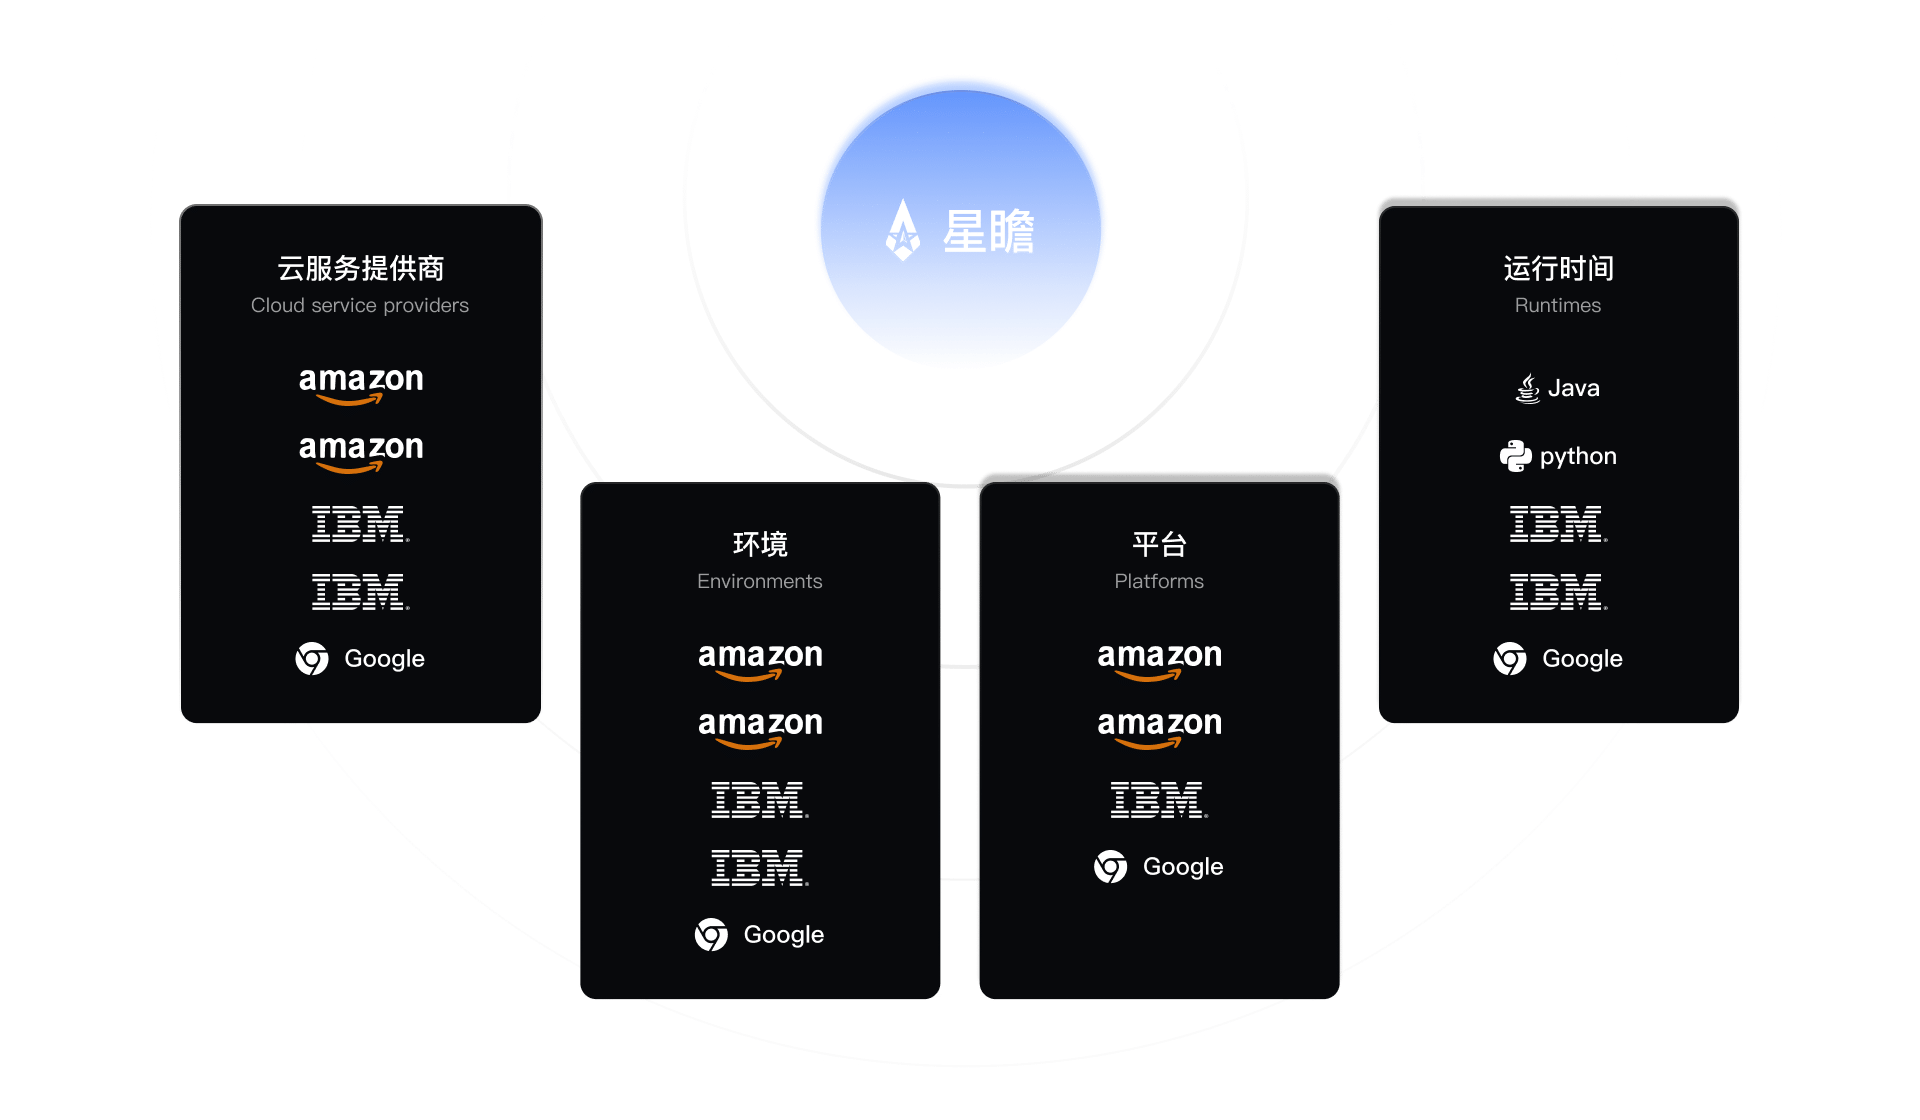 星瞻
云服务提供商
Cloud service providers
amazon
amazon
IBM
IBM
Google
环境
Environments
amazon
amazon
IBM
IBM
Google
平台
Platforms
amazon
amazon
IBM
Google
运行时间
Runtimes
Java
python
IBM
IBM
Google